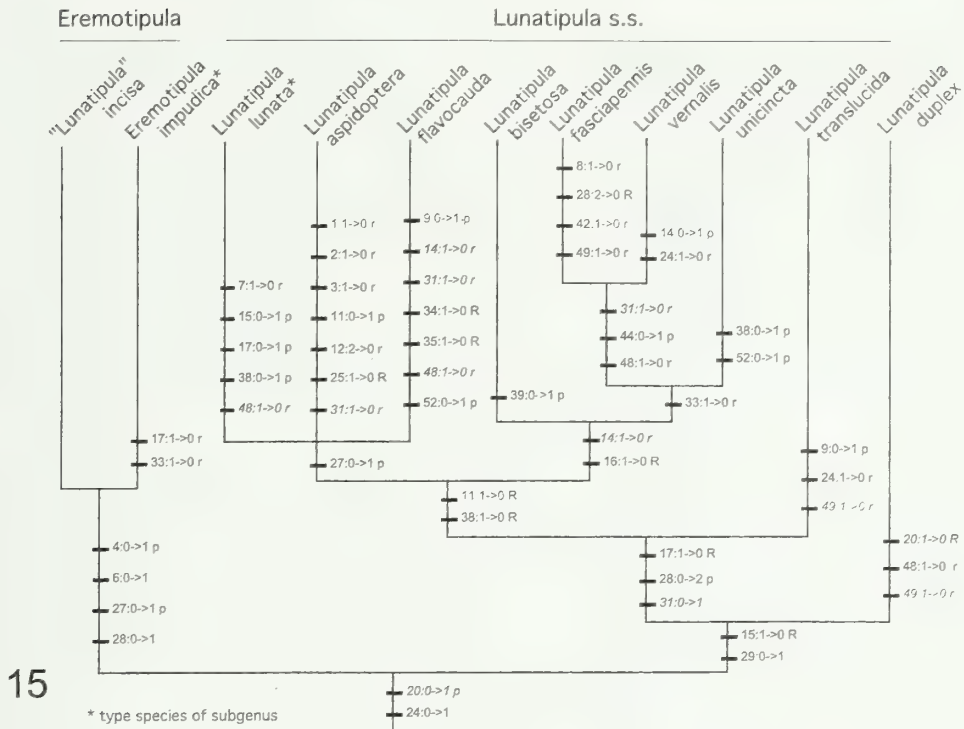 Eremotipula
Lunatipula s.s.
"Lunatipula"
incisa
Eremotipula
impudica*
Lunatipula
lunata*
Lunatipula
aspidoptera
Lunatipula
flavocauda
Lunatipula
bisetosa
Lunatipula
fasciapennis
Lunatipula
vernalis
Lunatipula
unicincta
Lunatipula
translucida
Lunatipula
duplex
17:1->0 r
33:1->0 r
4:0->1 p
6:0->1
27:0->1 p
28:0->1
7:1->0 r
15:0->1 p
17:0->1 p
38:0->1 p
48:1->0 r
1 1->0 r
2:1->0 r
3:1->0 r
11:0->1 p
12:2->0 r
25:1->0 R
31:1->0 r
9 0->1 p
14:1->0 r
31:1->0 r
34:1->0 R
35:1->0 R
48:1->0 r
52:0->1 p
27:0->1 p
39:0->1 p
8:1->0 r
28:2->0 R
42.1->0 r
49:1->0 r
14 0->1 p
24:1->0 r
31:1->0 r
44:0->1 p
48:1->0 r
38:0->1 p
52:0->1 p
33:1->0 r
14:1->0 r
16:1->0 R
11 1->0 R
38:1->0 R
9:0->1 p
24.1->0 r
49:1->0 r
17:1->0 R
28:0->2 p
31:0->1
20:1->0 R
48:1->0 r
49 1->0 r
15:1->0 R
29:0->1
20:0->1 p
24:0->1
15
* type species of subgenus